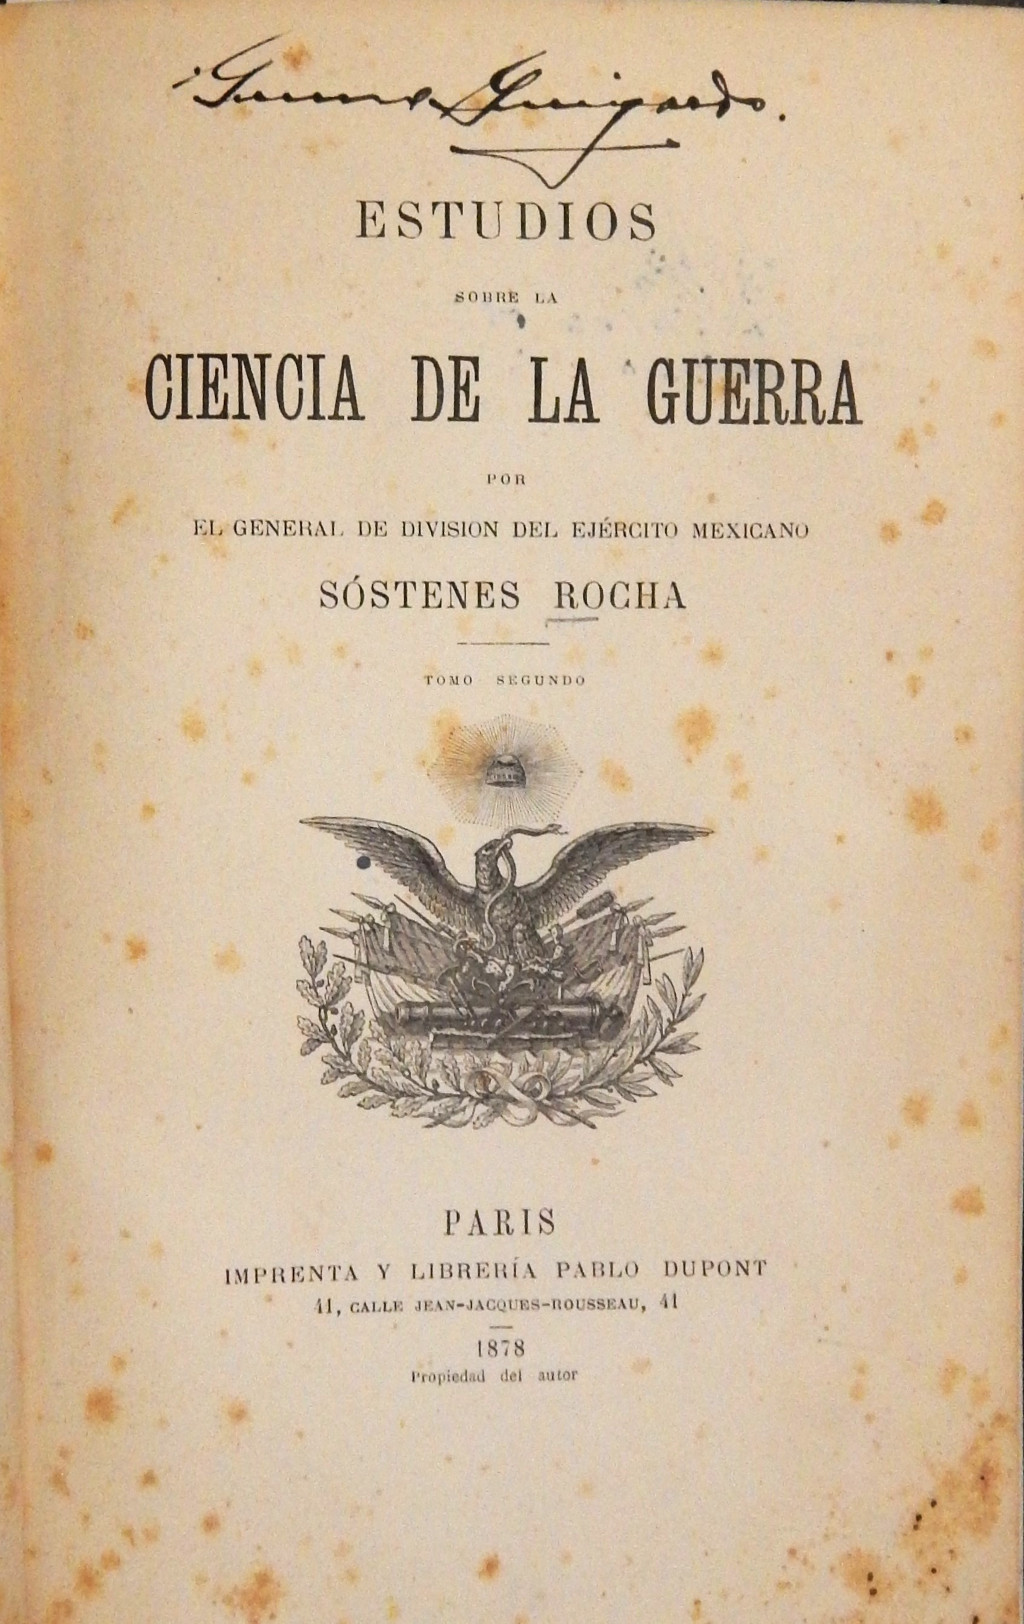 ESTUDIOS
SOBRE LA
CIENCIA DE LA GUERRA
POR
EL GENERAL DE DIVISION DEL EJÉRCITO MEXICANO
SÓSTENES ROCHA
TOMO SEGUNDO
PARIS
IMPRENTA Y LIBRERÍA PABLO DUPONT
41, CALLE JEAN-JACQUES-ROUSSEAU, 41
1878
Propiedad del autor